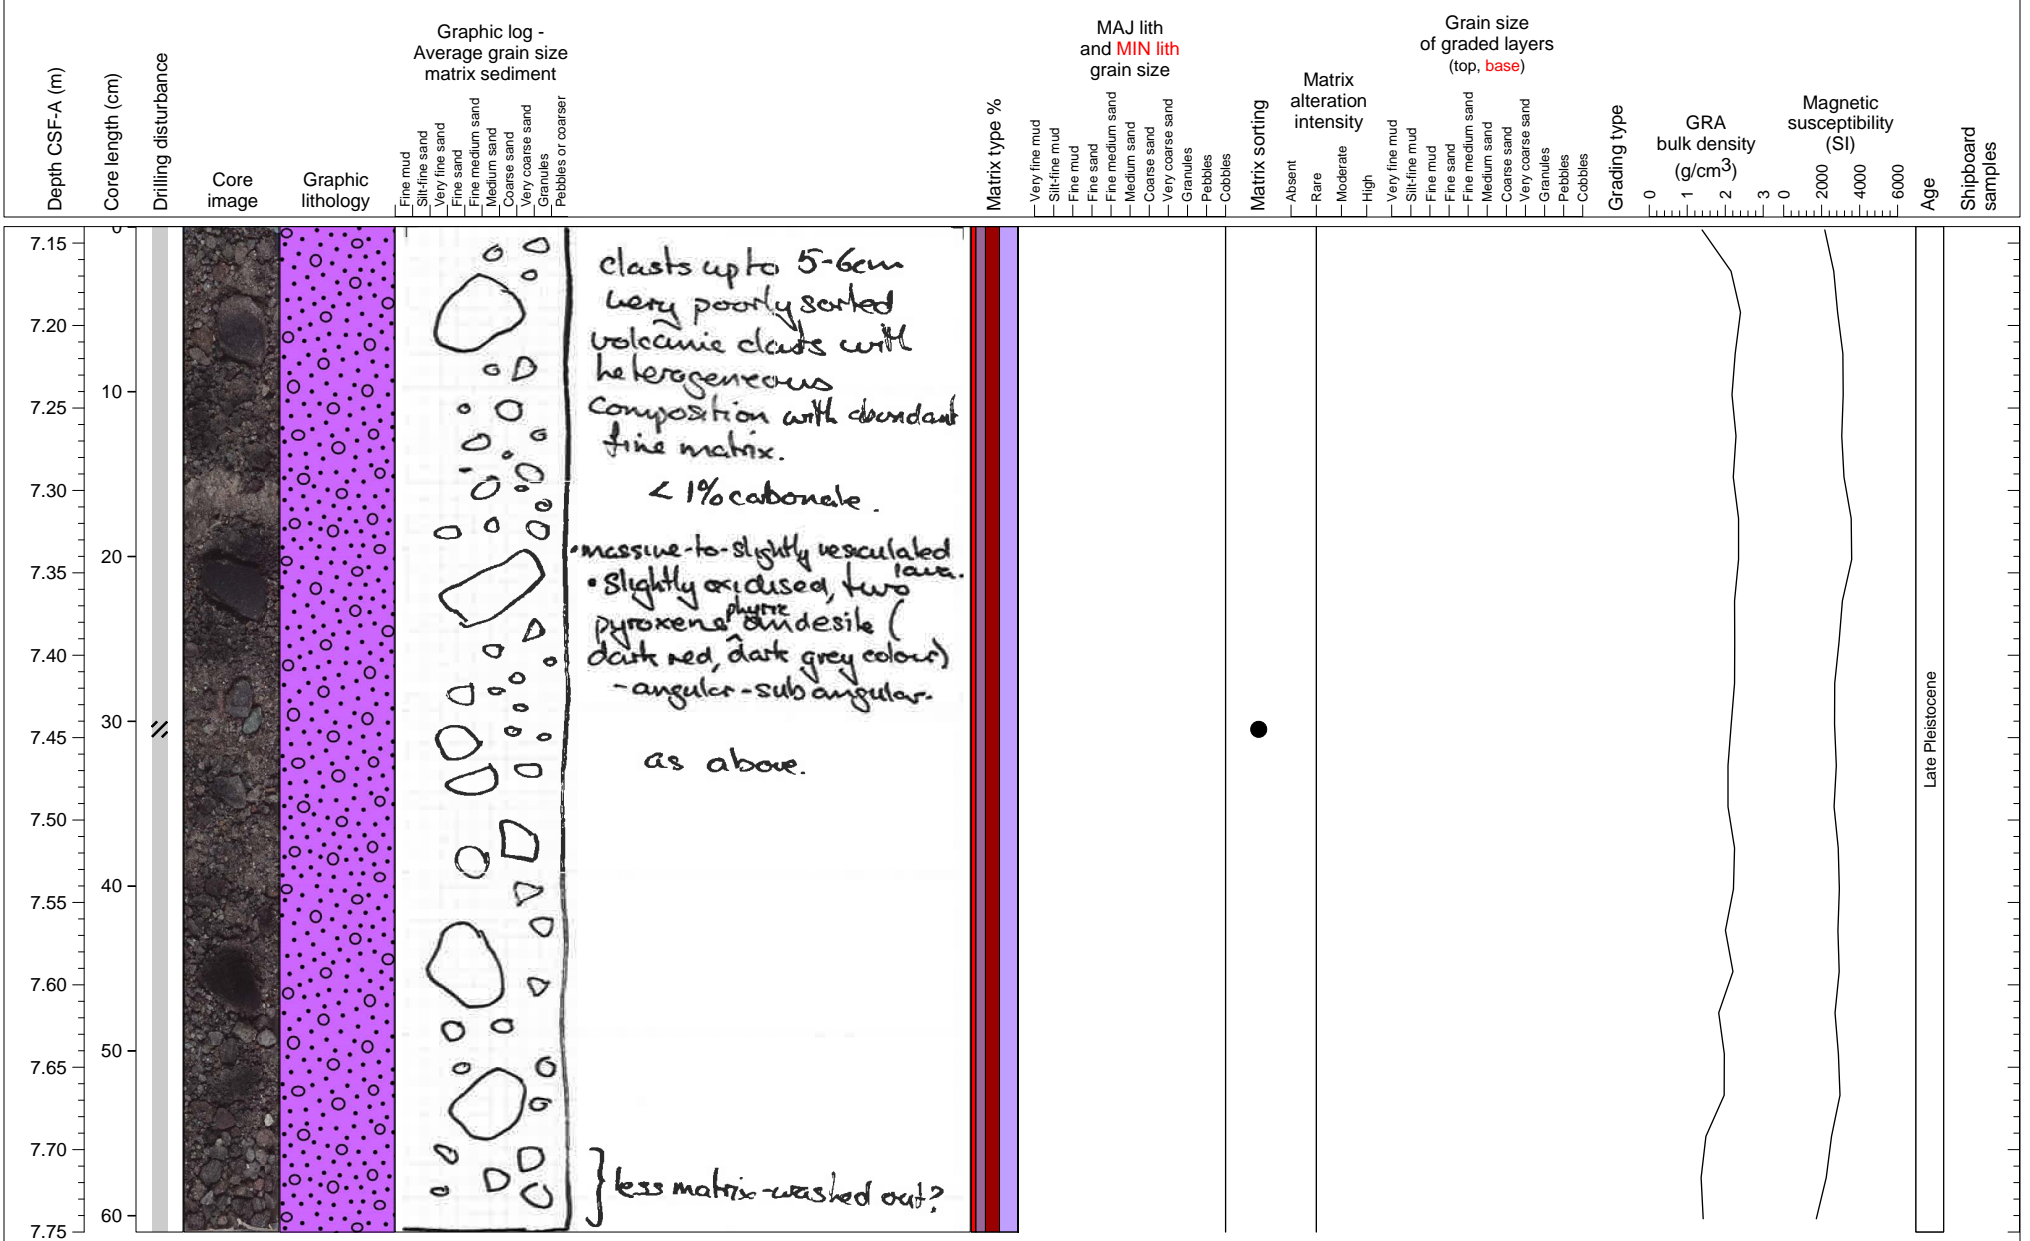 Depth CSF-A (m)
Core length (cm)
Drilling disturbance
Core
image
Graphic
lithology
Graphic log -
Average grain size
matrix sediment
Fine mud
Silt-fine sand
Very fine sand
Fine sand
Fine medium sand
Medium sand
Coarse sand
Very coarse sand
Granules
Pebbles or coarser
Matrix type %
MAJ lith
and MIN lith
grain size
Very fine mud
Silt-fine mud
Fine mud
Fine sand
Fine medium sand
Medium sand
Coarse sand
Very coarse sand
Granules
Pebbles
Cobbles
Matrix sorting
Matrix
alteration
intensity
Absent
Rare
Moderate
High
Grain size
of graded layers
(top, base)
Very fine mud
Silt-fine mud
Fine mud
Fine sand
Fine medium sand
Medium sand
Coarse sand
Very coarse sand
Granules
Pebbles
Cobbles
Grading type
GRA
bulk density
(g/cm3)
0 1 2 3
Magnetic
susceptibility
(SI)
0 2000 4000 6000
Age
Shipboard
samples
7.15
7.20
7.25
7.30
7.35
7.40
7.45
7.50
7.55
7.60
7.65
7.70
7.75
0
10
20
30
40
50
60
clasts up to 5-6cm
very poorly sorted
volcanic clasts with
heterogeneous
composition with abundant
fine matrix.
< 1% cabonate.
•massive-to-slightly vesiculated
lava.
• slightly oxidised, two
pyroxene phyric andesite (
dark red, dark grey colour)
-angular-subangular.
as above.
} less matrix-washed out?
Late Pleistocene